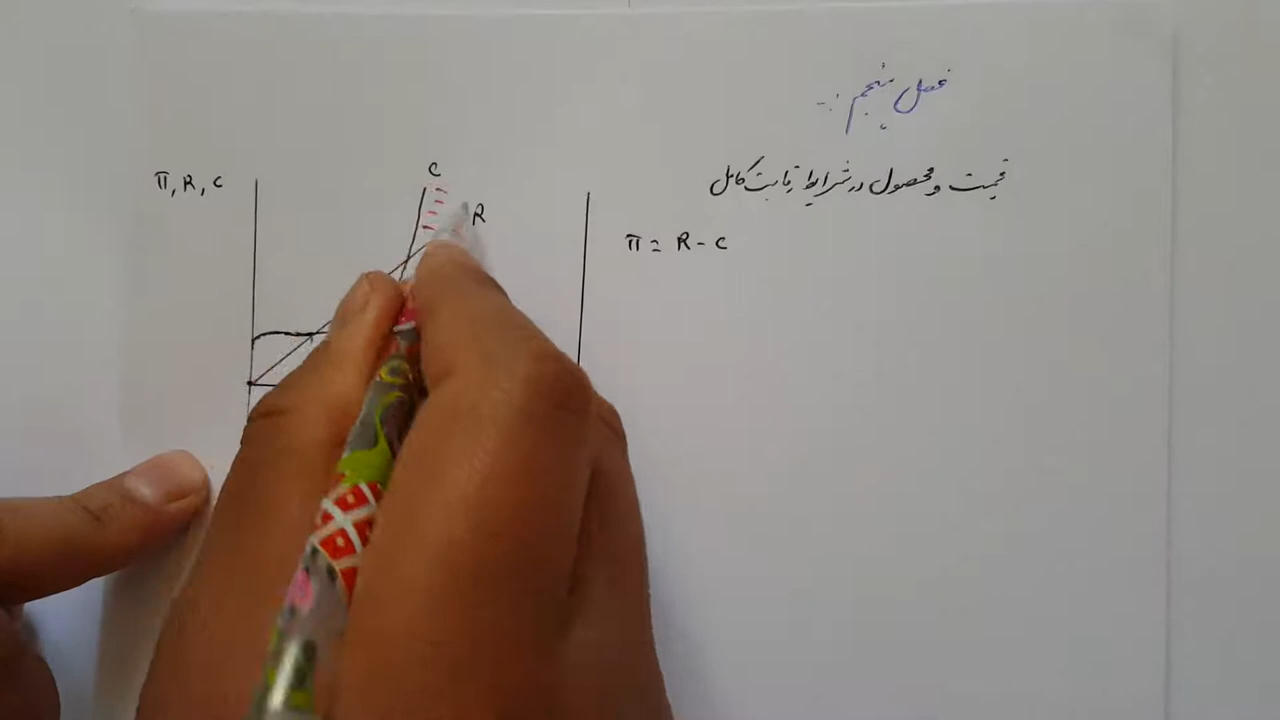 فصل پنجم :-
قیمت و محصول در شرایط رقابت کامل
π, R, C
C
R
π = R - C